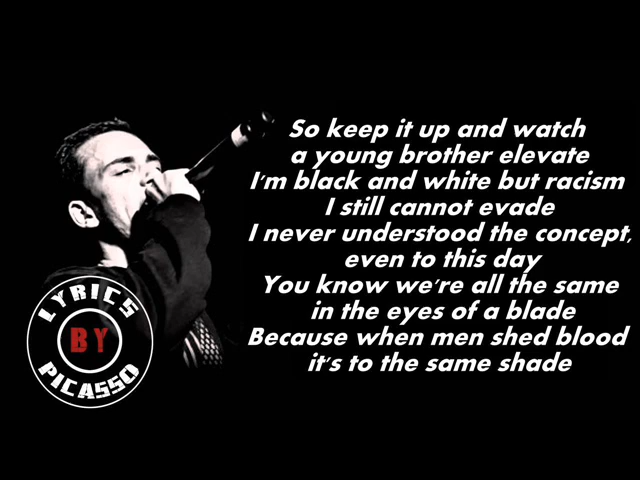 So keep it up and watch
a young brother elevate
I'm black and white but racism
I still cannot evade
I never understood the concept,
even to this day
You know we're all the same
in the eyes of a blade
Because when men shed blood
it's to the same shade
LYRICS
BY
PICASSO